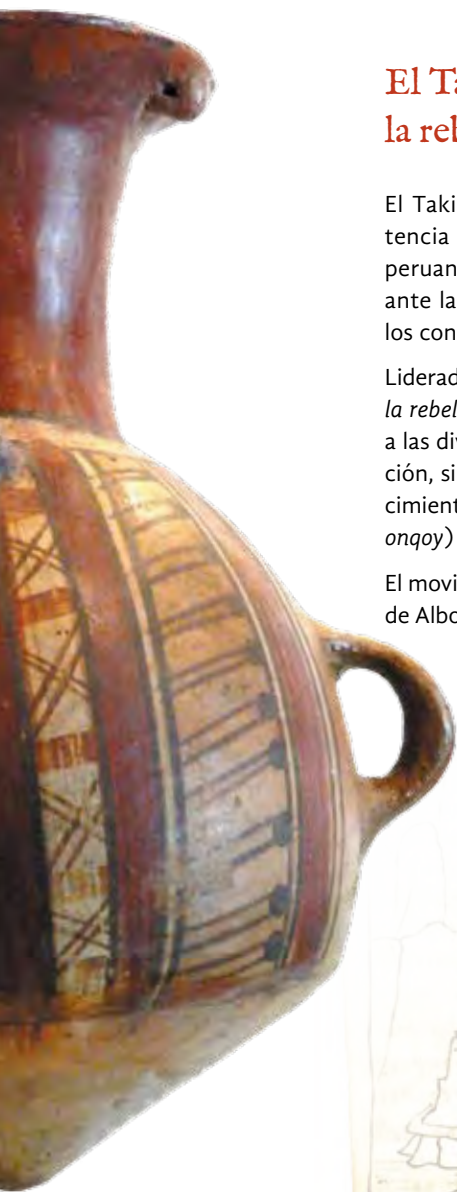 El Ta
la reb
El Taki
tencia
peruan
ante la
los con
Liderad
la rebel
a las div
ción, si
cimient
onqoy)
El movi
de Albo